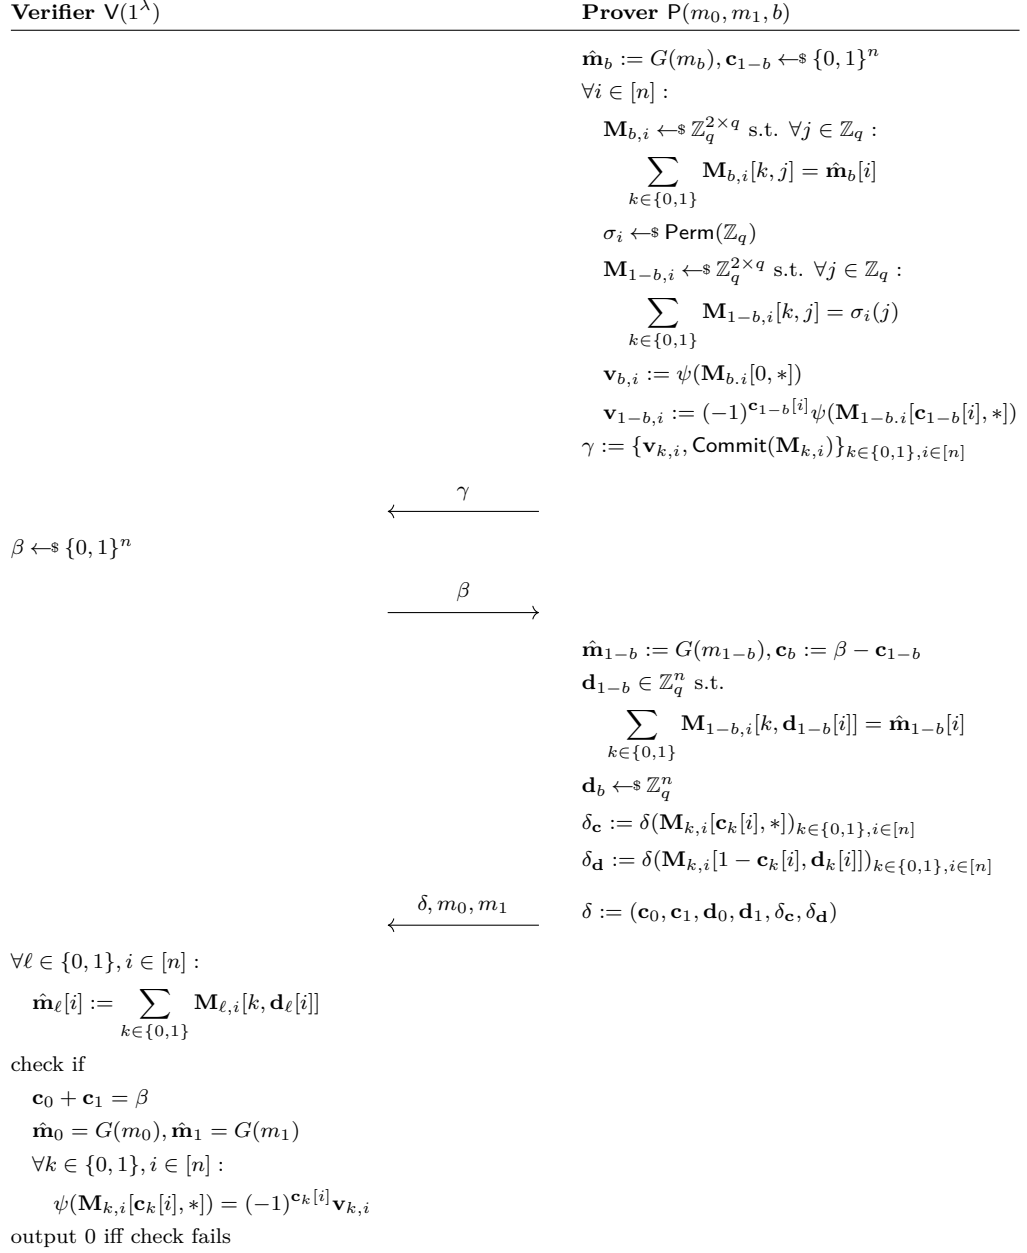 Verifier V(1^λ) Prover P(m_0, m_1, b)
m̂_b := G(m_b), c_{1−b} ←$ {0, 1}^n
∀i ∈ [n] :
M_{b,i} ←$ ℤ_q^{2×q} s.t. ∀j ∈ ℤ_q :
∑_{k∈{0,1}} M_{b,i}[k, j] = m̂_b[i]
σ_i ←$ Perm(ℤ_q)
M_{1−b,i} ←$ ℤ_q^{2×q} s.t. ∀j ∈ ℤ_q :
∑_{k∈{0,1}} M_{1−b,i}[k, j] = σ_i(j)
v_{b,i} := ψ(M_{b.i}[0, ∗])
v_{1−b,i} := (−1)^{c_{1−b}[i]} ψ(M_{1−b.i}[c_{1−b}[i], ∗])
γ := {v_{k,i}, Commit(M_{k,i})}_{k∈{0,1},i∈[n]}
γ
β ←$ {0, 1}^n
β
m̂_{1−b} := G(m_{1−b}), c_b := β − c_{1−b}
d_{1−b} ∈ ℤ_q^n s.t.
∑_{k∈{0,1}} M_{1−b,i}[k, d_{1−b}[i]] = m̂_{1−b}[i]
d_b ←$ ℤ_q^n
δ_c := δ(M_{k,i}[c_k[i], ∗])_{k∈{0,1},i∈[n]}
δ_d := δ(M_{k,i}[1 − c_k[i], d_k[i]])_{k∈{0,1},i∈[n]}
δ, m_0, m_1 δ := (c_0, c_1, d_0, d_1, δ_c, δ_d)
∀ℓ ∈ {0, 1}, i ∈ [n] :
m̂_ℓ[i] := ∑_{k∈{0,1}} M_{ℓ,i}[k, d_ℓ[i]]
check if
c_0 + c_1 = β
m̂_0 = G(m_0), m̂_1 = G(m_1)
∀k ∈ {0, 1}, i ∈ [n] :
ψ(M_{k,i}[c_k[i], ∗]) = (−1)^{c_k[i]} v_{k,i}
output 0 iff check fails